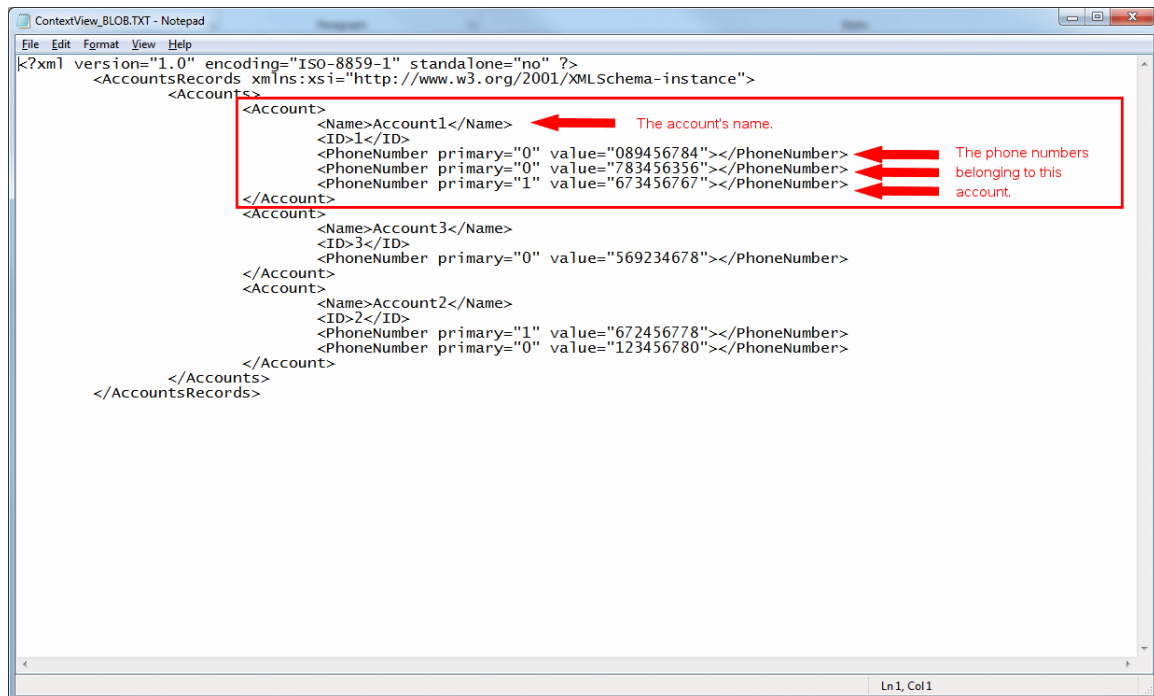 ContextView_BLOB.TXT - Notepad
File Edit Format View Help
<?xml version="1.0" encoding="ISO-8859-1" standalone="no" ?>
<AccountsRecords xmlns:xsi="http://www.w3.org/2001/XMLSchema-instance">
<Accounts>
<Account>
<Name>Account1</Name>
The account's name.
<ID>1</ID>
<PhoneNumber primary="0" value="089456784"></PhoneNumber>
<PhoneNumber primary="0" value="783456356"></PhoneNumber>
<PhoneNumber primary="1" value="673456767"></PhoneNumber>
The phone numbers
belonging to this
account.
</Account>
<Account>
<Name>Account3</Name>
<ID>3</ID>
<PhoneNumber primary="0" value="569234678"></PhoneNumber>
</Account>
<Account>
<Name>Account2</Name>
<ID>2</ID>
<PhoneNumber primary="1" value="672456778"></PhoneNumber>
<PhoneNumber primary="0" value="123456780"></PhoneNumber>
</Account>
</Accounts>
</AccountsRecords>
Ln 1, Col 1